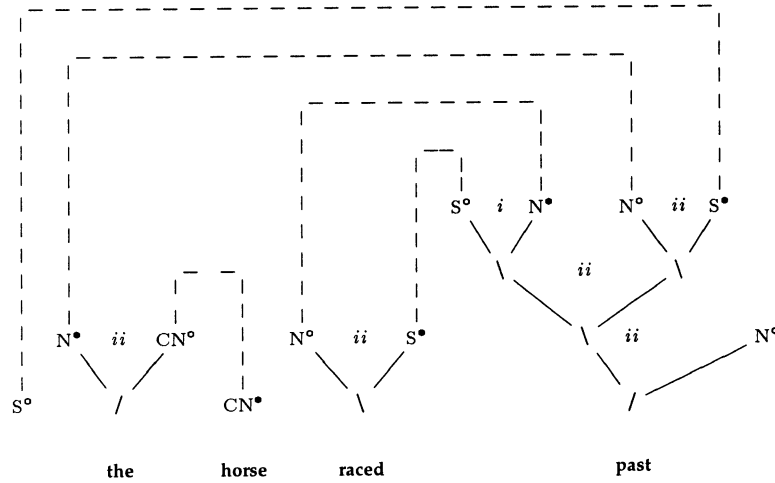 S° i N• N° ii S•
\ ii \
N• ii CN° N° ii S• \ ii N°
S° / CN• \ /
the horse raced past